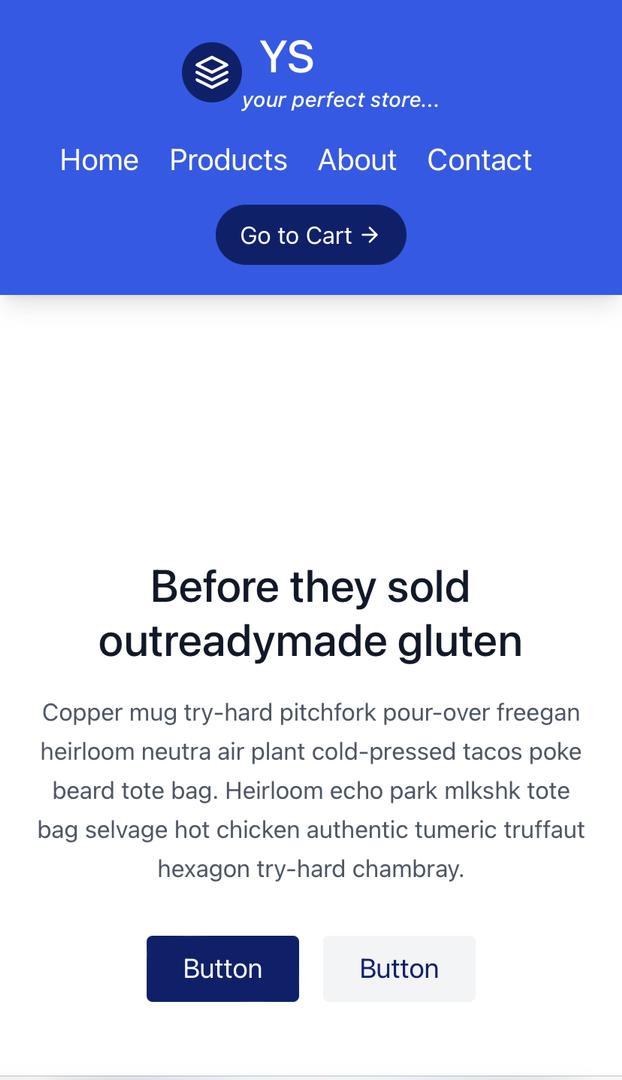 YS
your perfect store...
Home Products About Contact
Go to Cart →
Before they sold
outreadymade gluten
Copper mug try-hard pitchfork pour-over freegan
heirloom neutra air plant cold-pressed tacos poke
beard tote bag. Heirloom echo park mlkshk tote
bag selvage hot chicken authentic tumeric truffaut
hexagon try-hard chambray.
Button Button